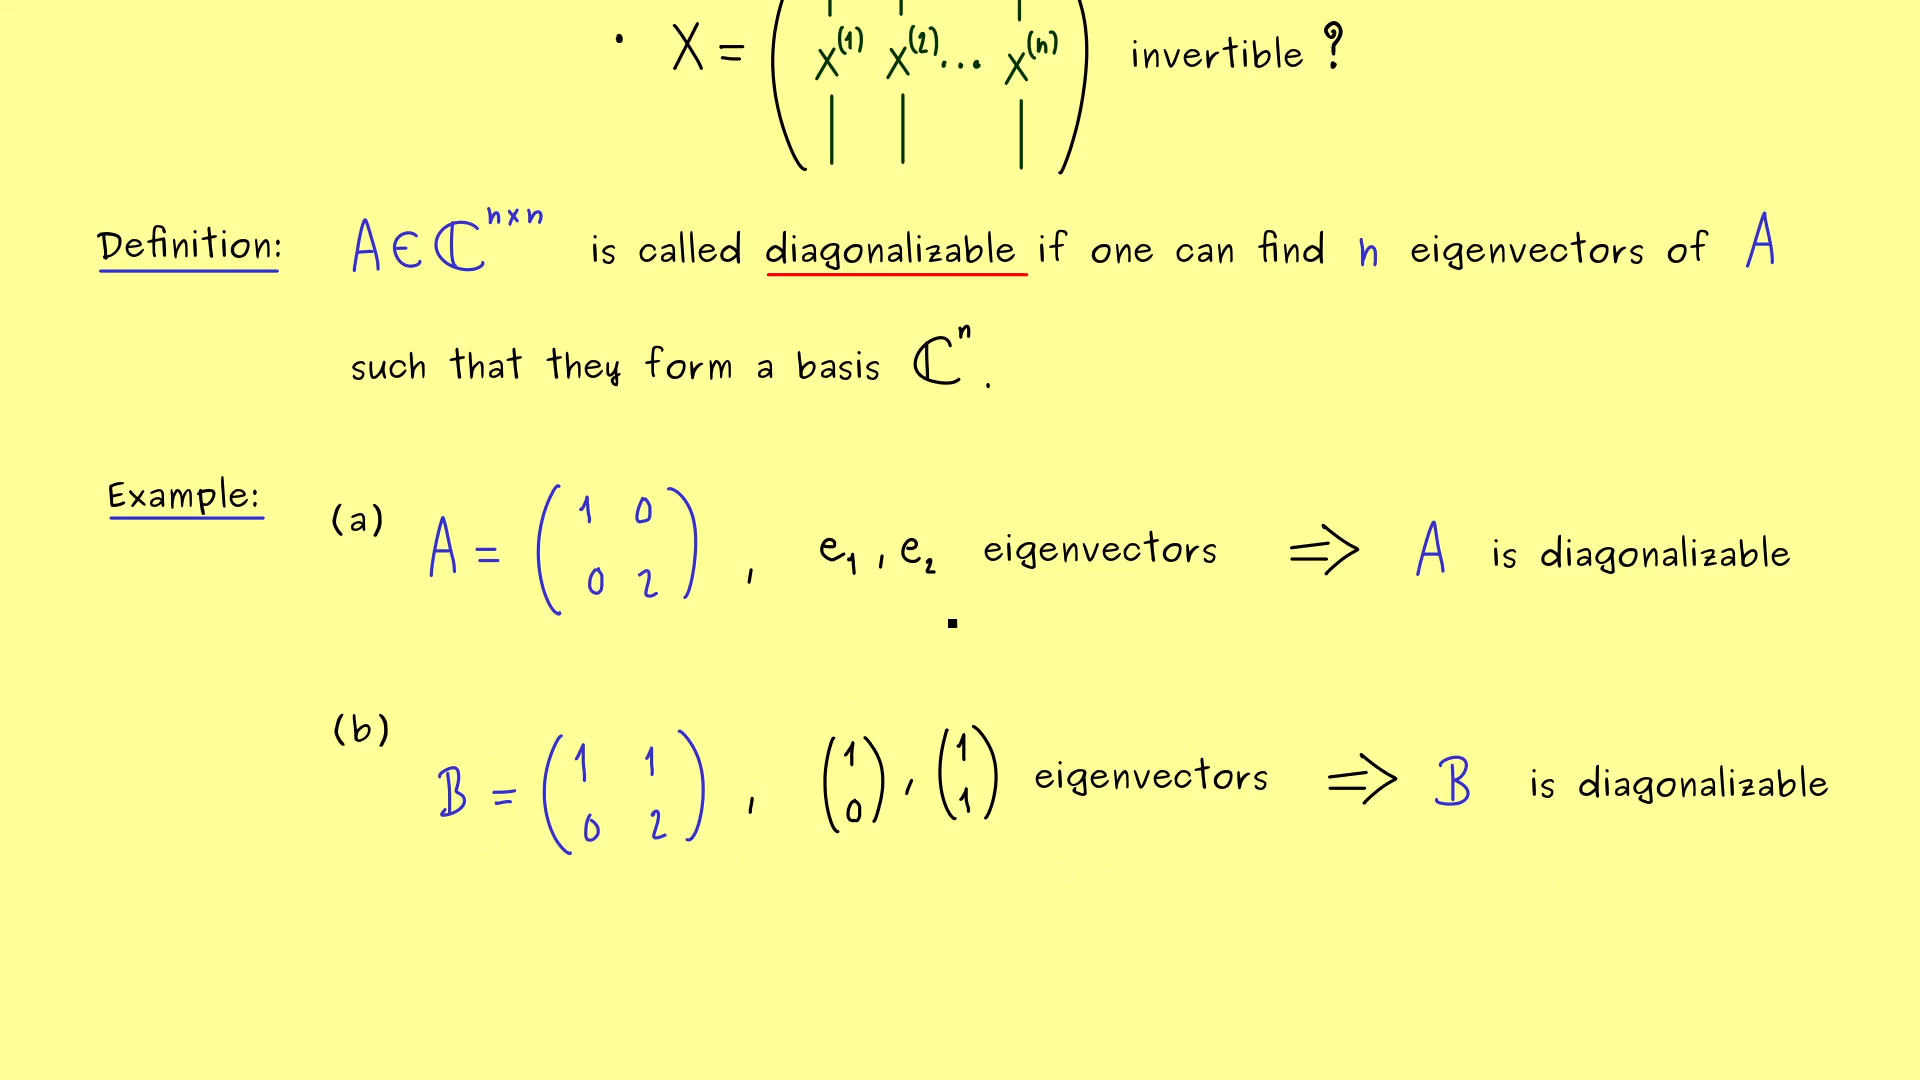 • X = ( x⁽¹⁾ x⁽²⁾ ... x⁽ⁿ⁾ ) invertible ?
Definition: A ∈ ℂⁿˣⁿ is called diagonalizable if one can find n eigenvectors of A
such that they form a basis ℂⁿ.
Example: (a) A = ( 1 0 ; 0 2 ) , e₁ , e₂ eigenvectors ⇒ A is diagonalizable
(b) B = ( 1 1 ; 0 2 ) , ( 1 ; 0 ) , ( 1 ; 1 ) eigenvectors ⇒ B is diagonalizable